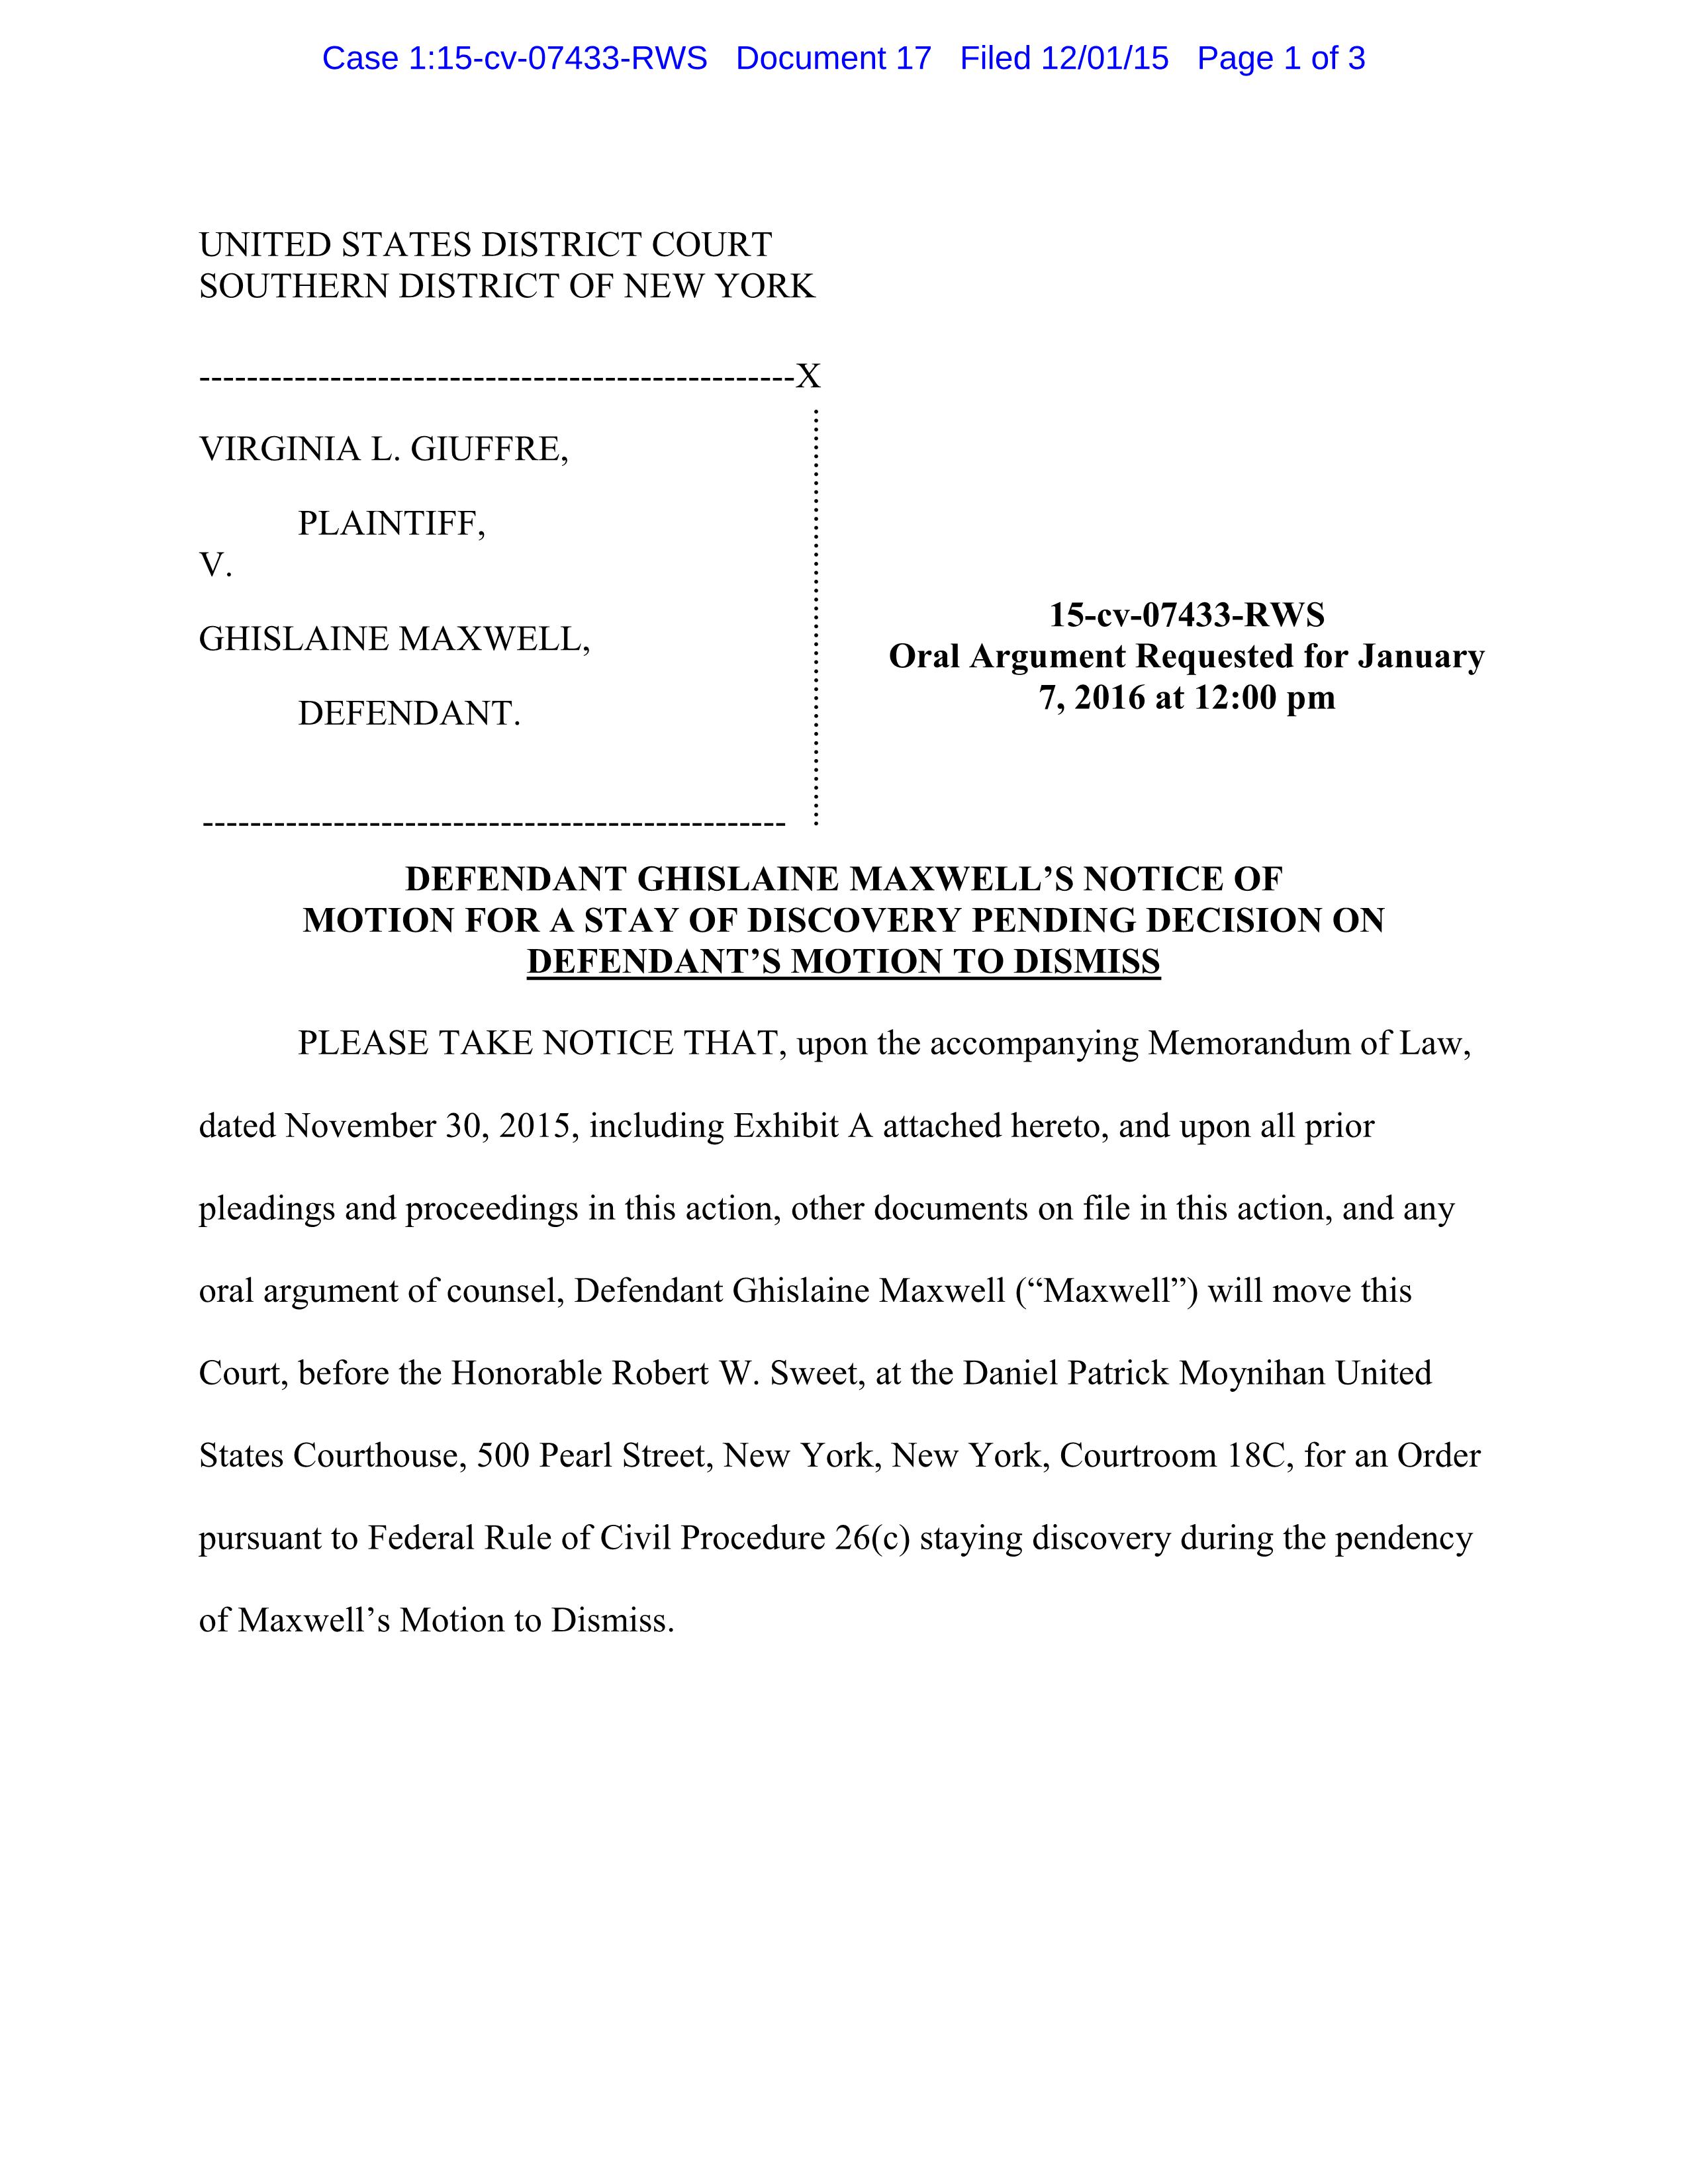 Case 1:15-cv-07433-RWS Document 17 Filed 12/01/15 Page 1 of 3
UNITED STATES DISTRICT COURT
SOUTHERN DISTRICT OF NEW YORK
--------------------------------------------------X
VIRGINIA L. GIUFFRE,
PLAINTIFF,
V.
GHISLAINE MAXWELL,
DEFENDANT.
15-cv-07433-RWS
Oral Argument Requested for January
7, 2016 at 12:00 pm
-------------------------------------------------
DEFENDANT GHISLAINE MAXWELL’S NOTICE OF
MOTION FOR A STAY OF DISCOVERY PENDING DECISION ON
DEFENDANT’S MOTION TO DISMISS
PLEASE TAKE NOTICE THAT, upon the accompanying Memorandum of Law,
dated November 30, 2015, including Exhibit A attached hereto, and upon all prior
pleadings and proceedings in this action, other documents on file in this action, and any
oral argument of counsel, Defendant Ghislaine Maxwell (“Maxwell”) will move this
Court, before the Honorable Robert W. Sweet, at the Daniel Patrick Moynihan United
States Courthouse, 500 Pearl Street, New York, New York, Courtroom 18C, for an Order
pursuant to Federal Rule of Civil Procedure 26(c) staying discovery during the pendency
of Maxwell’s Motion to Dismiss.